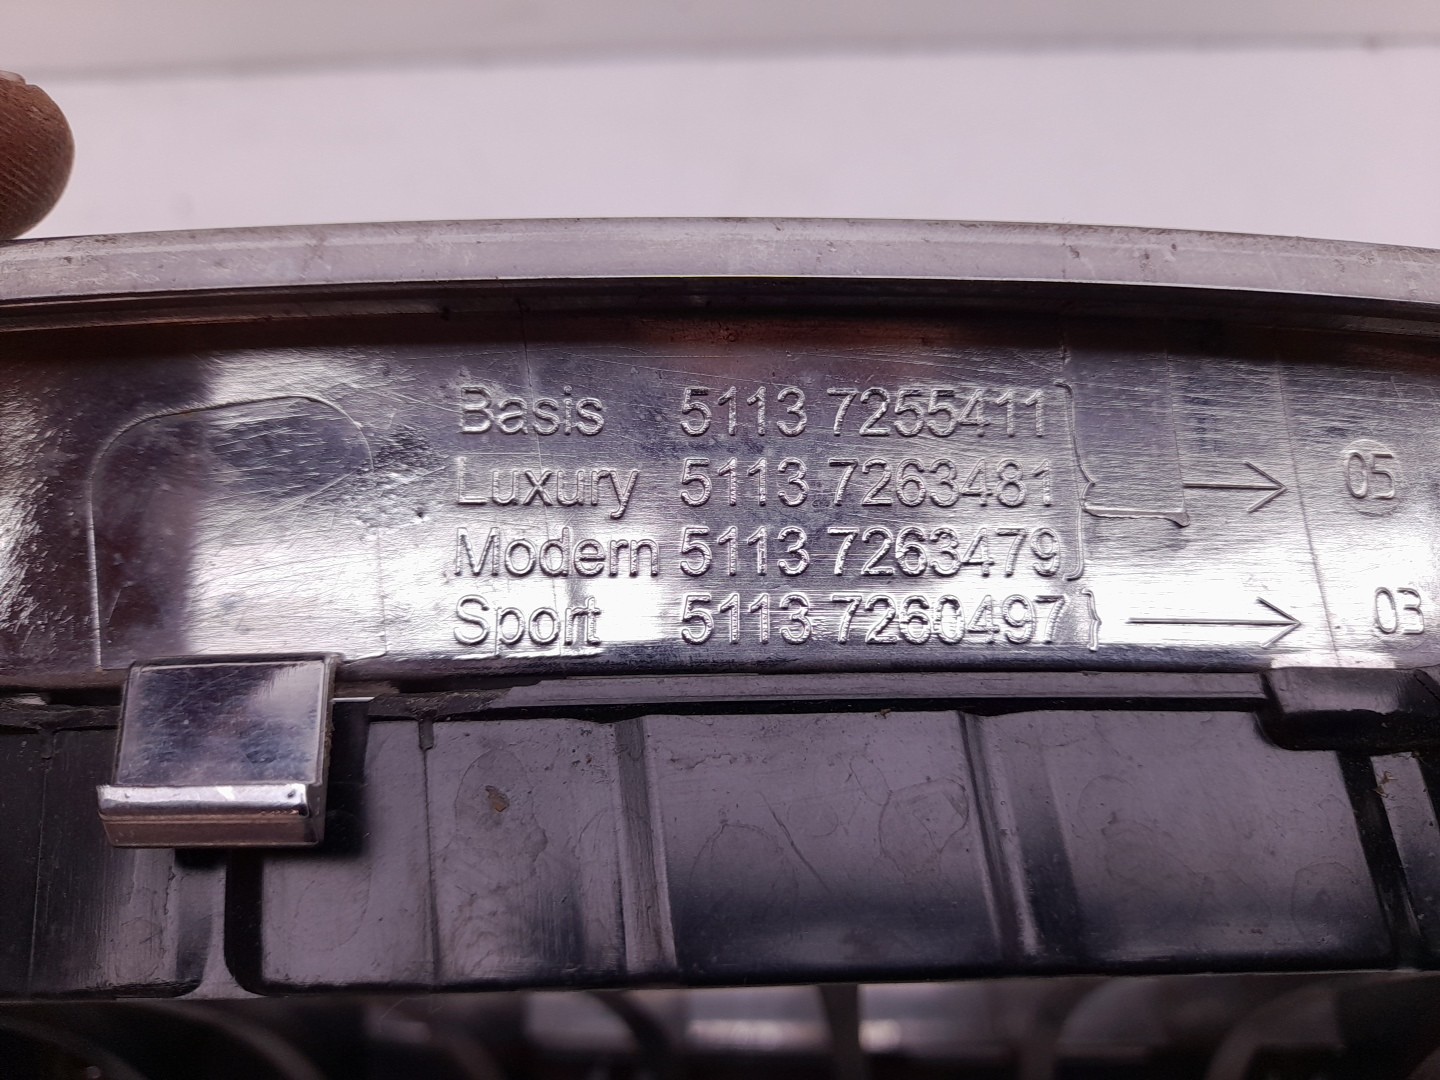 Basis 5113 7255411
Luxury 5113 7263481 05
Modern 5113 7263479
Sport 5113 7260497 03